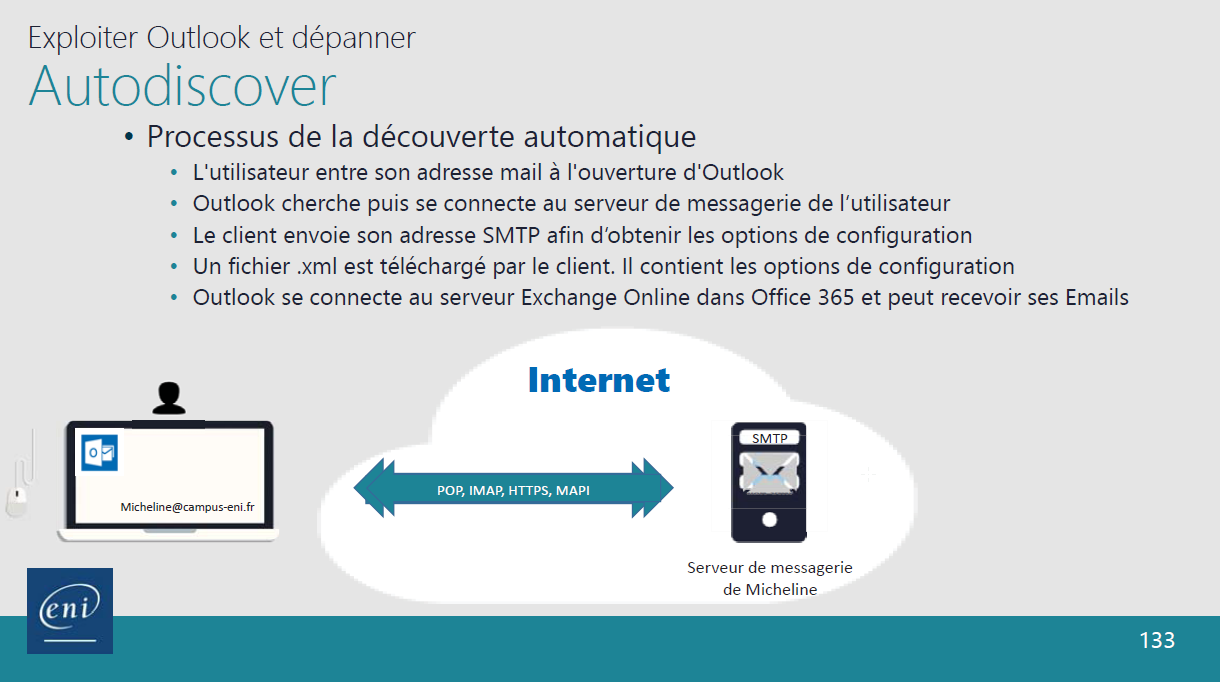 Exploiter Outlook et dépanner
Autodiscover
• Processus de la découverte automatique
• L'utilisateur entre son adresse mail à l'ouverture d'Outlook
• Outlook cherche puis se connecte au serveur de messagerie de l’utilisateur
• Le client envoie son adresse SMTP afin d’obtenir les options de configuration
• Un fichier .xml est téléchargé par le client. Il contient les options de configuration
• Outlook se connecte au serveur Exchange Online dans Office 365 et peut recevoir ses Emails
Internet
SMTP
POP, IMAP, HTTPS, MAPI
Micheline@campus-eni.fr
Serveur de messagerie
de Micheline
eni
133